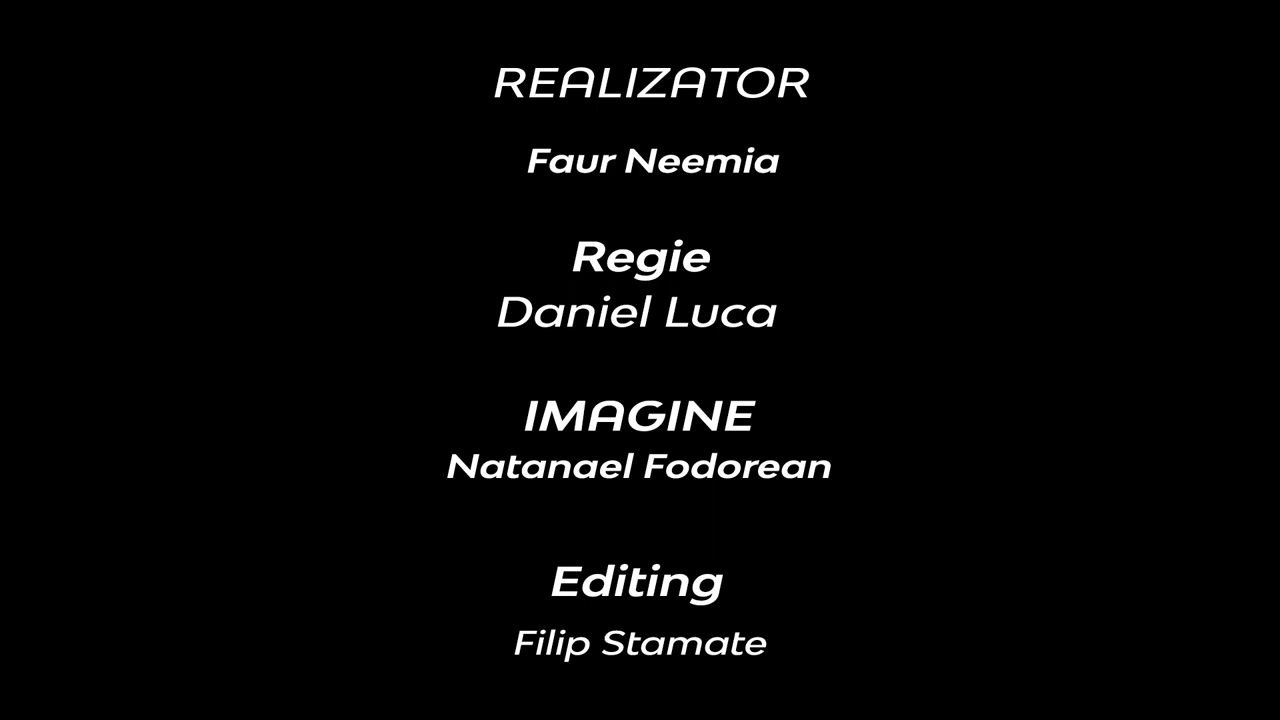 REALIZATOR
Faur Neemia
Regie
Daniel Luca
IMAGINE
Natanael Fodorean
Editing
Filip Stamate